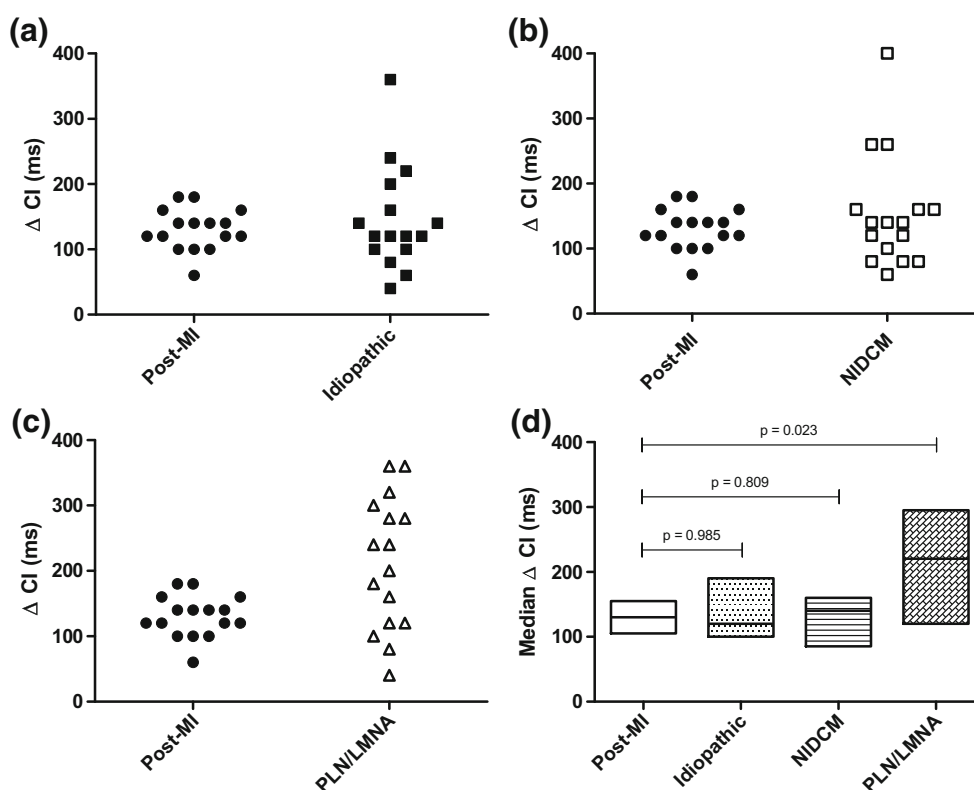 (a)
400
300
200
100
0
Δ CI (ms)
Post-MI
Idiopathic
(b)
400
300
200
100
0
Δ CI (ms)
Post-MI
NIDCM
(c)
400
300
200
100
0
Δ CI (ms)
Post-MI
PLN/LMNA
(d)
400
300
200
100
0
Median Δ CI (ms)
p = 0.023
p = 0.809
p = 0.985
Post-MI
Idiopathic
NIDCM
PLN/LMNA